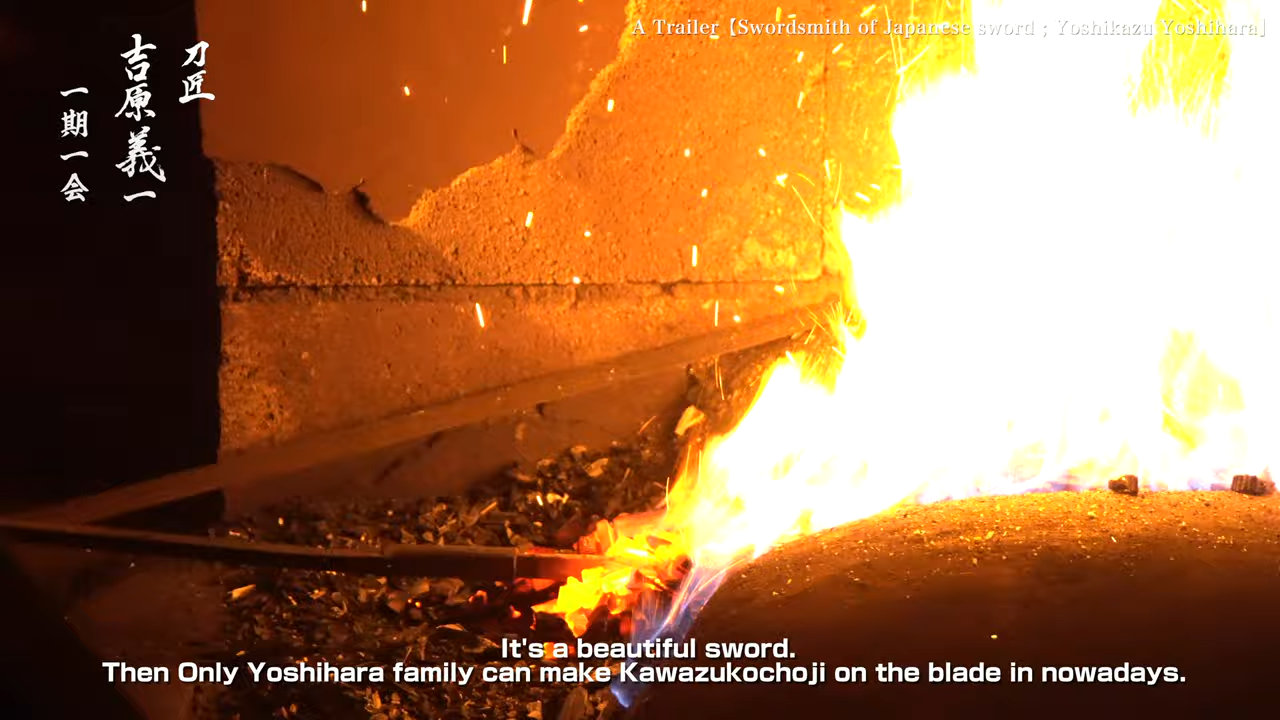 A Trailer【Swordsmith of Japanese sword ; Yoshikazu Yoshihara】
刀匠
吉原義一
一期一会
It's a beautiful sword.
Then Only Yoshihara family can make Kawazukochoji on the blade in nowadays.